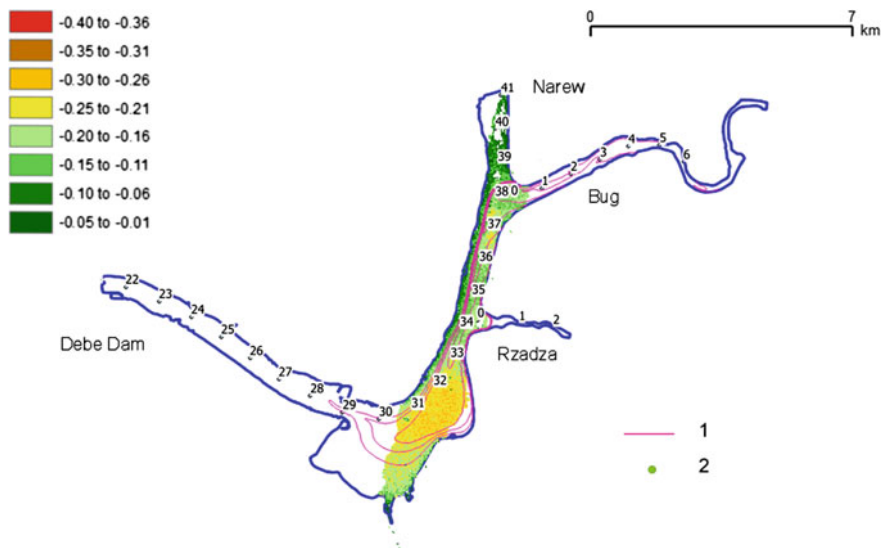 -0.40 to -0.36
-0.35 to -0.31
-0.30 to -0.26
-0.25 to -0.21
-0.20 to -0.16
-0.15 to -0.11
-0.10 to -0.06
-0.05 to -0.01
0 7
km
Narew
41
40
39
38 0 1 2 3 4 5 6
Bug
37
36
35
34 0 1 2
Rzadza
33
32
31
30
29
28
27
26
25
24
23
22
Debe Dam
1
2